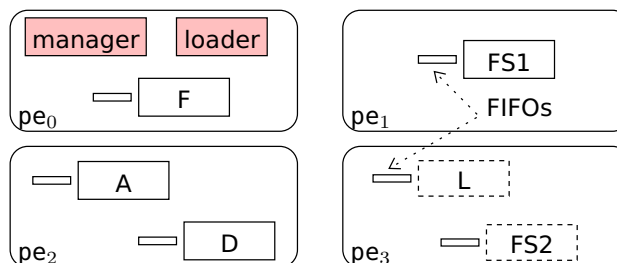 manager loader
F
pe0
FS1
FIFOs
pe1
A
D
pe2
L
FS2
pe3